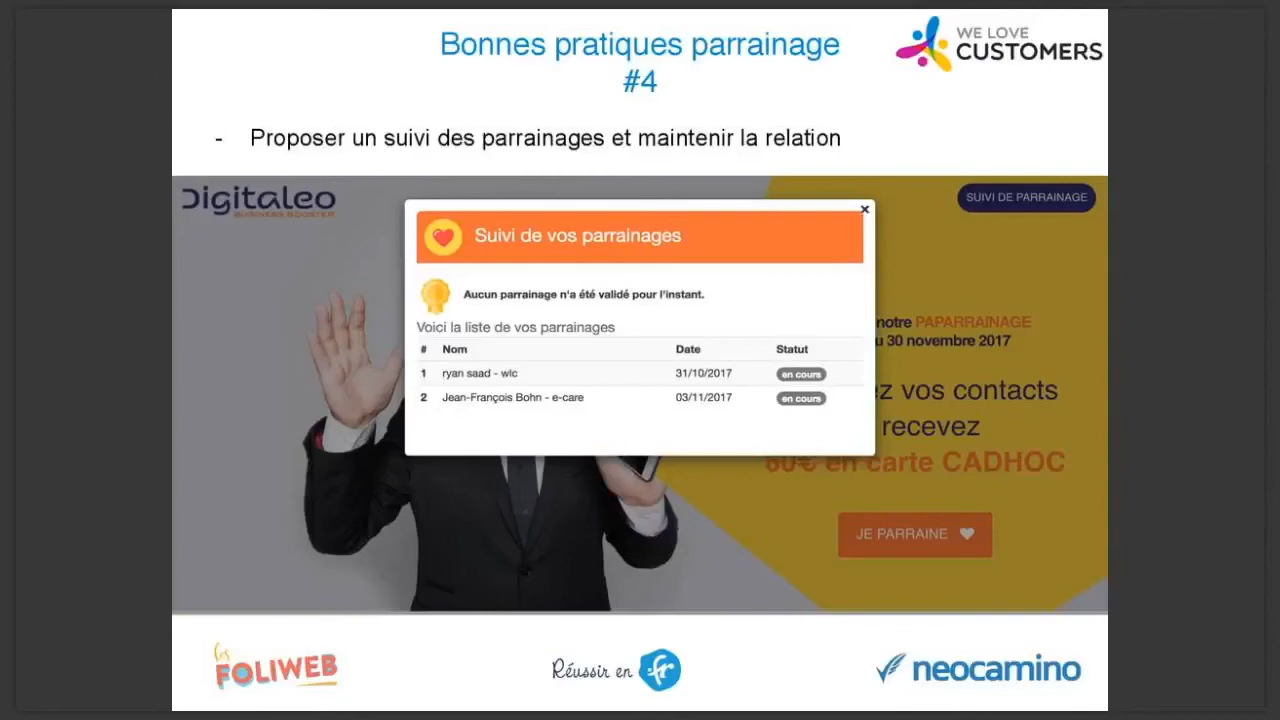 Bonnes pratiques parrainage
#4
WE LOVE
CUSTOMERS
- Proposer un suivi des parrainages et maintenir la relation
Digitaleo
BUSINESS BOOSTER
SUIVI DE PARRAINAGE
×
Suivi de vos parrainages
Aucun parrainage n'a été validé pour l'instant.
Voici la liste de vos parrainages
# Nom Date Statut
1 ryan saad - wlc 31/10/2017 en cours
2 Jean-François Bohn - e-care 03/11/2017 en cours
notre PAPARRAINAGE
u 30 novembre 2017
ez vos contacts
recevez
60€ en carte CADHOC
JE PARRAINE
les
FOLIWEB
Réussir en .fr
neocamino